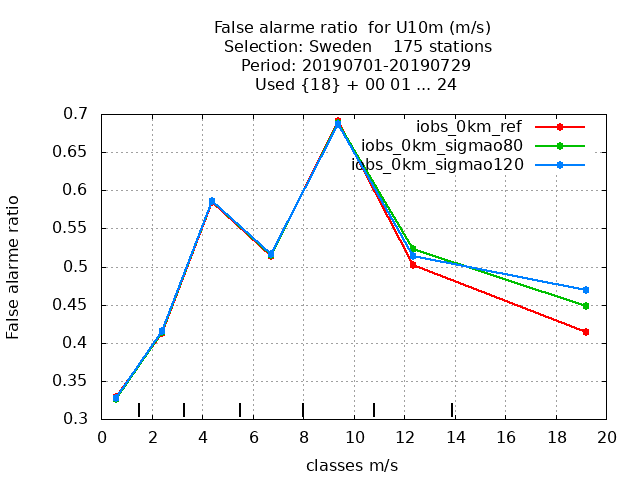 False alarme ratio  for U10m (m/s)
Selection: Sweden    175 stations
Period: 20190701-20190729
Used {18} + 00 01 ... 24
iobs_0km_ref
iobs_0km_sigmao80
iobs_0km_sigmao120
False alarme ratio
0.7
0.65
0.6
0.55
0.5
0.45
0.4
0.35
0.3
0 2 4 6 8 10 12 14 16 18 20
classes m/s